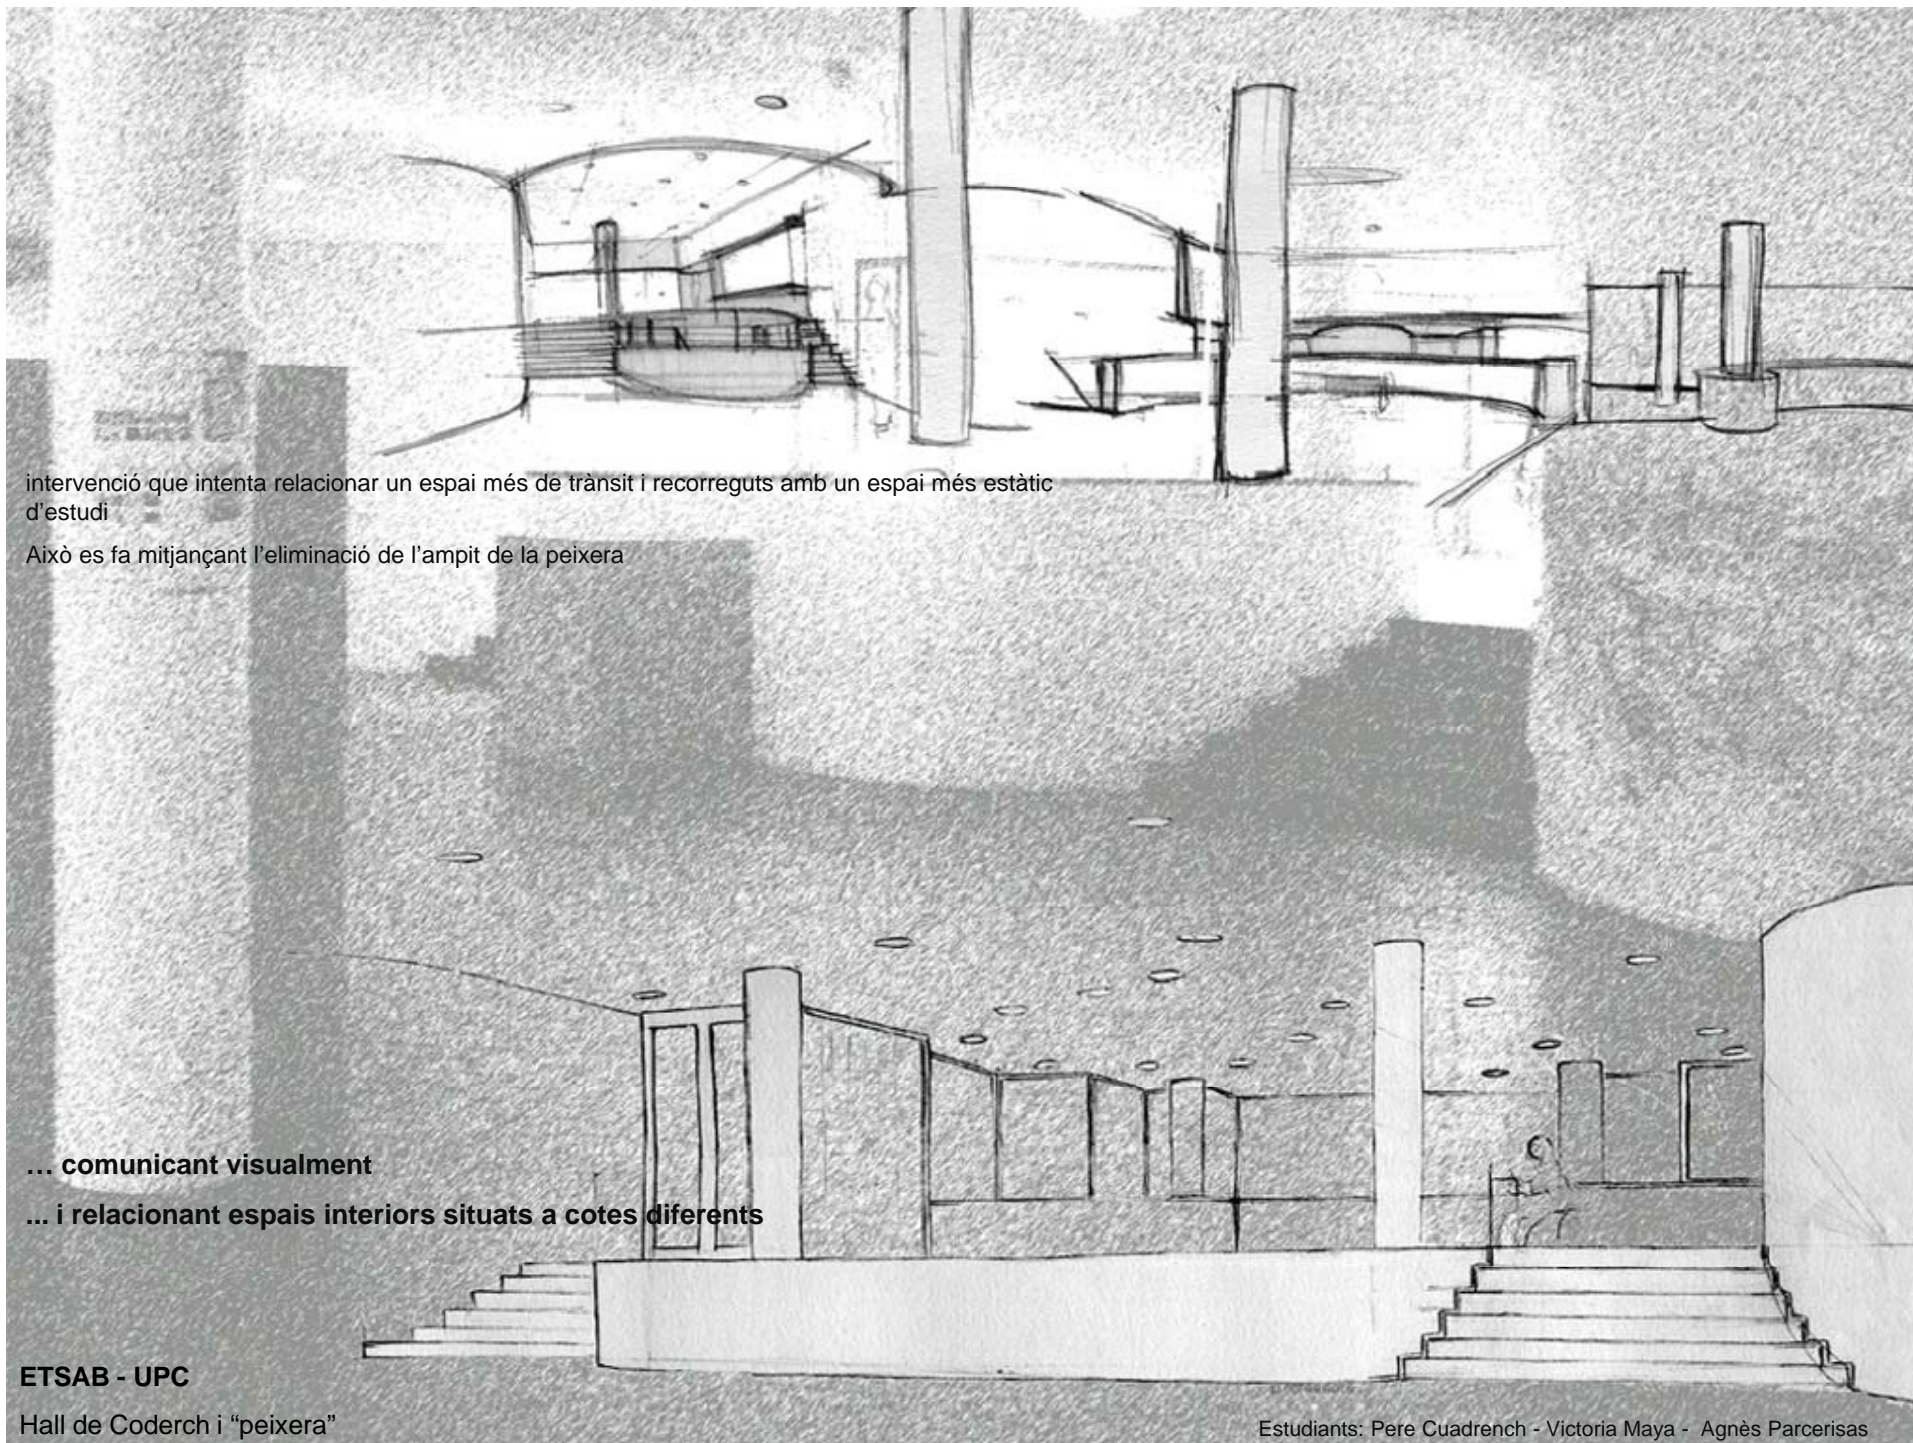 intervenció que intenta relacionar un espai més de trànsit i recorreguts amb un espai més estàtic
d’estudi
Això es fa mitjançant l’eliminació de l’ampit de la peixera
… comunicant visualment
... i relacionant espais interiors situats a cotes diferents
ETSAB - UPC
Hall de Coderch i “peixera”
Estudiants: Pere Cuadrench - Victoria Maya - Agnès Parcerisas